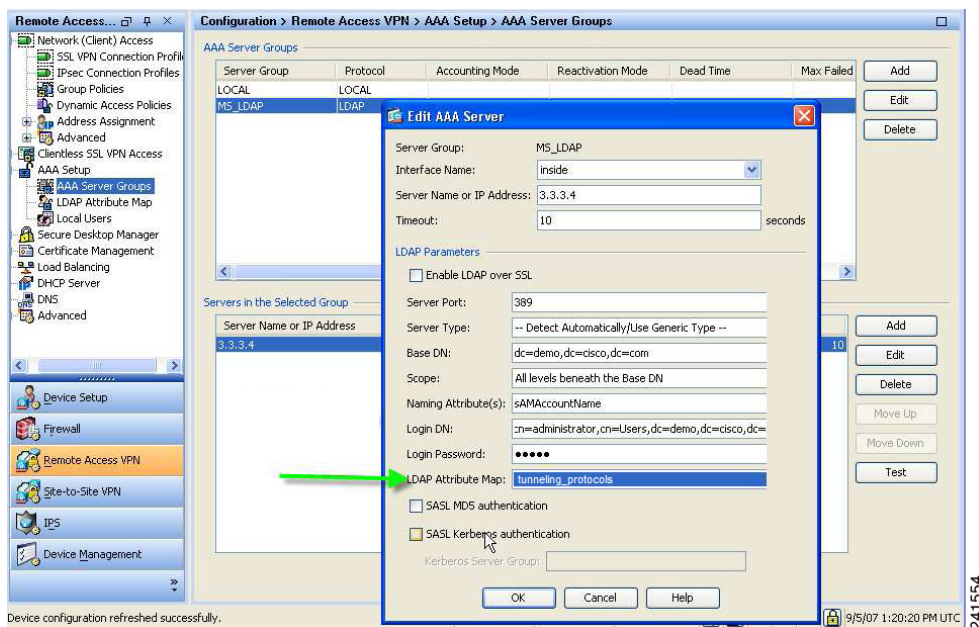 Remote Access...
Configuration > Remote Access VPN > AAA Setup > AAA Server Groups
Network (Client) Access
SSL VPN Connection Profil
IPsec Connection Profiles
Group Policies
Dynamic Access Policies
Address Assignment
Advanced
Clientless SSL VPN Access
AAA Setup
AAA Server Groups
LDAP Attribute Map
Local Users
Secure Desktop Manager
Certificate Management
Load Balancing
DHCP Server
DNS
Advanced
Device Setup
Firewall
Remote Access VPN
Site-to-Site VPN
IPS
Device Management
AAA Server Groups
Server Group Protocol Accounting Mode Reactivation Mode Dead Time Max Failed
LOCAL LOCAL
MS_LDAP LDAP
Add
Edit
Delete
Servers in the Selected Group
Server Name or IP Address
3.3.3.4 10
Add
Edit
Delete
Move Up
Move Down
Test
Edit AAA Server
Server Group: MS_LDAP
Interface Name: inside
Server Name or IP Address: 3.3.3.4
Timeout: 10 seconds
LDAP Parameters
Enable LDAP over SSL
Server Port: 389
Server Type: -- Detect Automatically/Use Generic Type --
Base DN: dc=demo,dc=cisco,dc=com
Scope: All levels beneath the Base DN
Naming Attribute(s): sAMAccountName
Login DN: cn=administrator,cn=Users,dc=demo,dc=cisco,dc=
Login Password: •••••
LDAP Attribute Map: tunneling_protocols
SASL MD5 authentication
SASL Kerberos authentication
Kerberos Server Group:
OK Cancel Help
Device configuration refreshed successfully.
9/5/07 1:20:20 PM UTC
241554